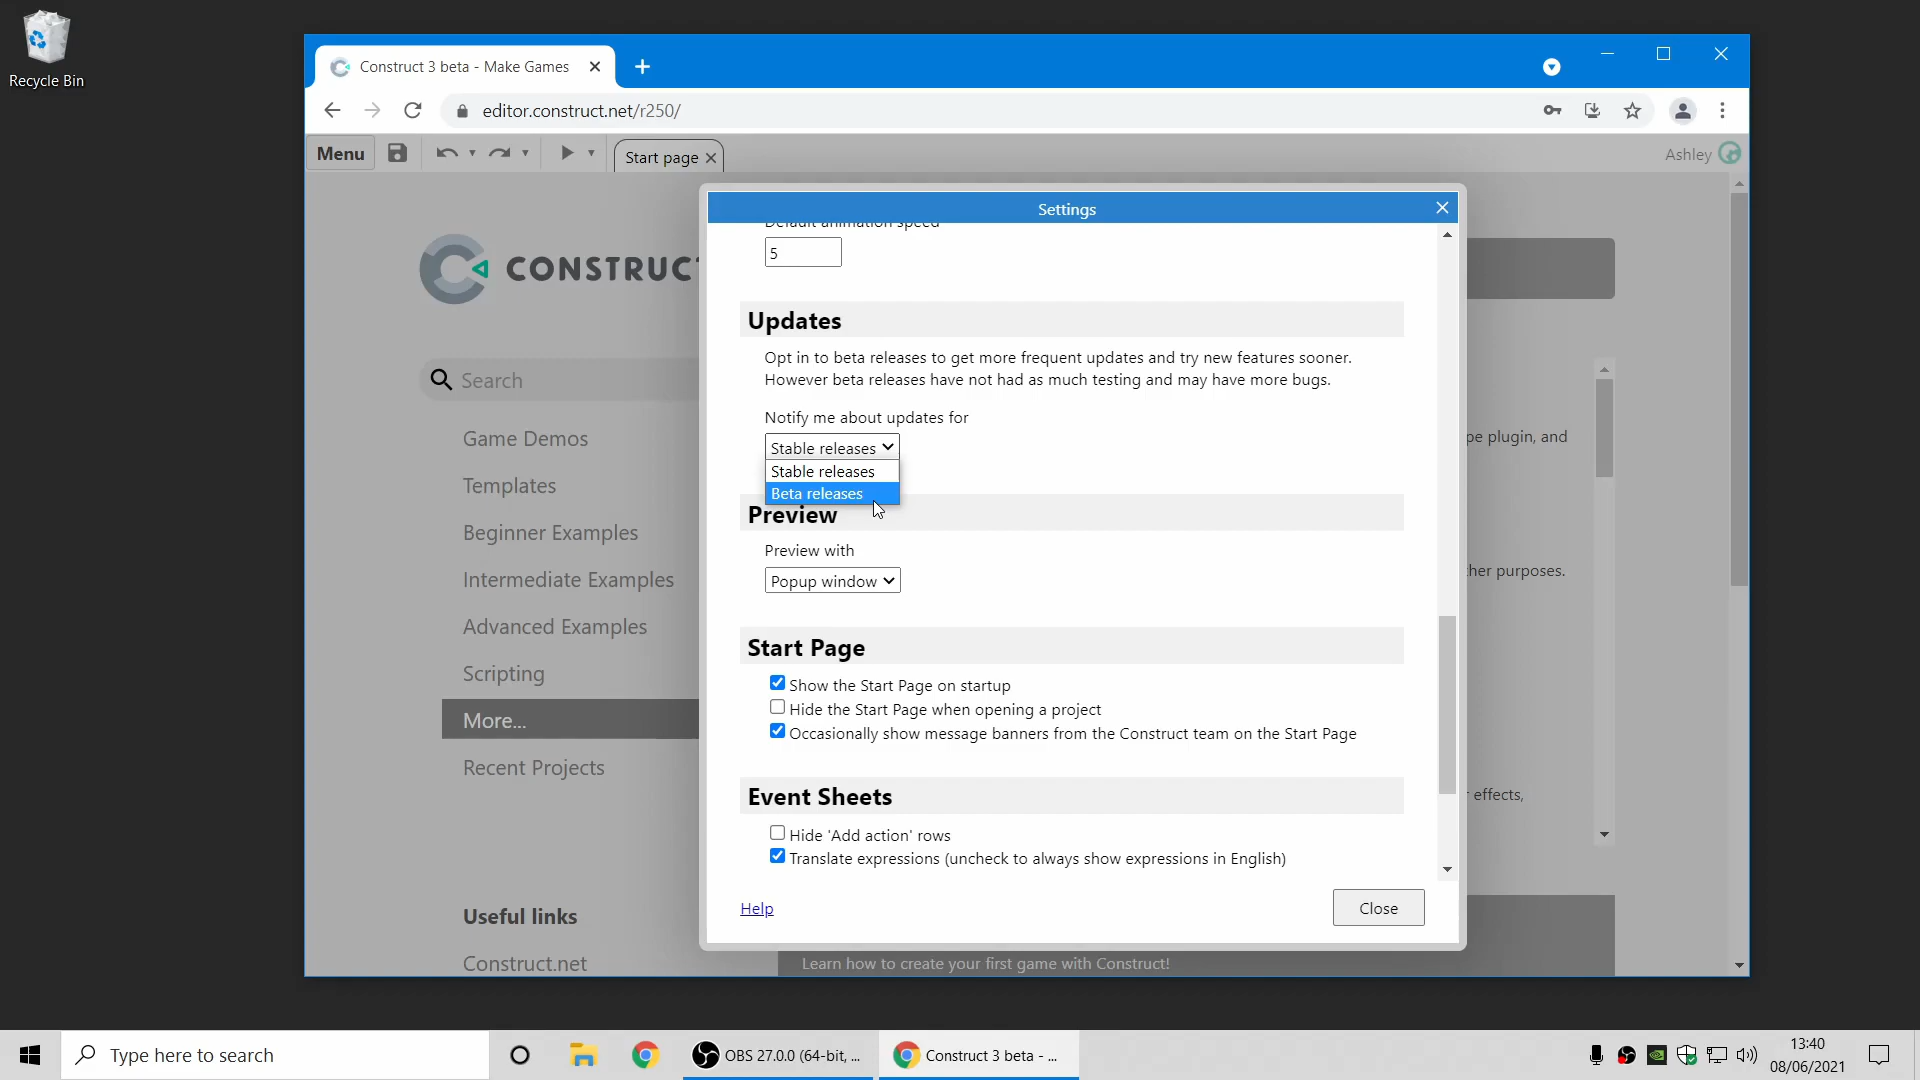 Recycle Bin
Construct 3 beta - Make Games
editor.construct.net/r250/
Menu
Start page
Ashley
Settings
CONSTRUC
Default animation speed
5
Updates
Opt in to beta releases to get more frequent updates and try new features sooner.
However beta releases have not had as much testing and may have more bugs.
Search
Notify me about updates for
Stable releases
Stable releases
Beta releases
Game Demos
Templates
Beginner Examples
Intermediate Examples
Advanced Examples
Scripting
More...
Recent Projects
Useful links
Construct.net
Preview
Preview with
Popup window
Start Page
Show the Start Page on startup
Hide the Start Page when opening a project
Occasionally show message banners from the Construct team on the Start Page
Event Sheets
Hide 'Add action' rows
Translate expressions (uncheck to always show expressions in English)
Help
Close
pe plugin, and
her purposes.
effects,
Learn how to create your first game with Construct!
Type here to search
OBS 27.0.0 (64-bit, ...
Construct 3 beta - ...
13:40
08/06/2021